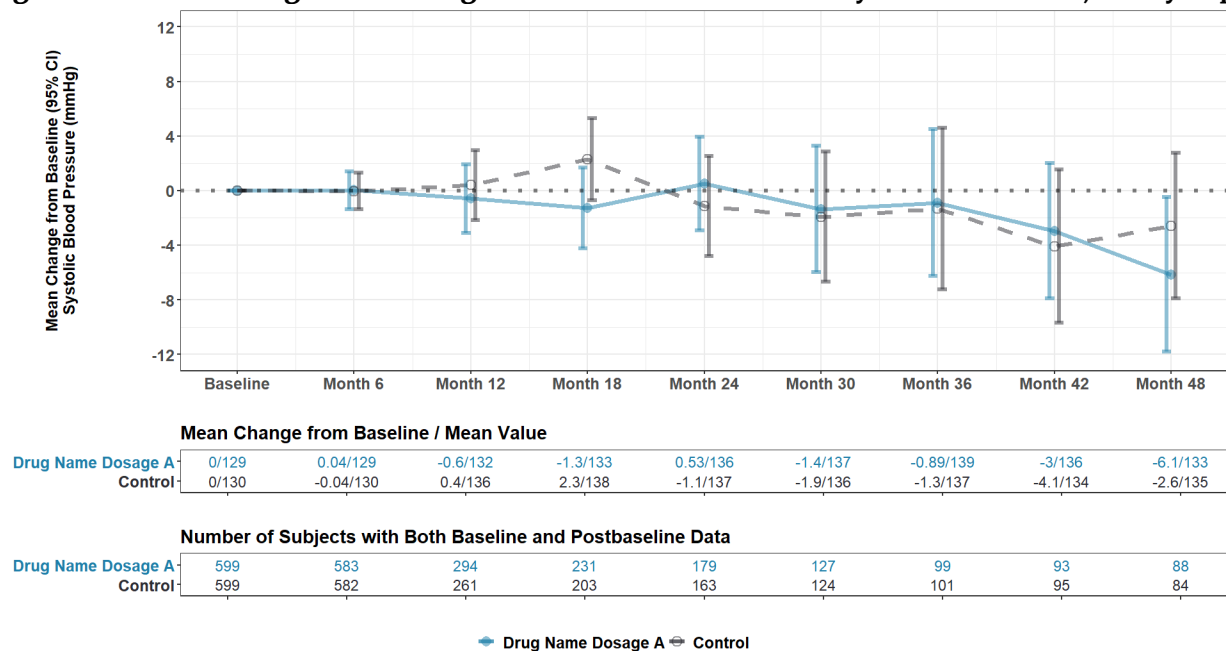 Mean Change from Baseline (95% CI)
Systolic Blood Pressure (mmHg)
12
8
4
0
-4
-8
-12
Baseline Month 6 Month 12 Month 18 Month 24 Month 30 Month 36 Month 42 Month 48
Mean Change from Baseline / Mean Value
Drug Name Dosage A 0/129 0.04/129 -0.6/132 -1.3/133 0.53/136 -1.4/137 -0.89/139 -3/136 -6.1/133
Control 0/130 -0.04/130 0.4/136 2.3/138 -1.1/137 -1.9/136 -1.3/137 -4.1/134 -2.6/135
Number of Subjects with Both Baseline and Postbaseline Data
Drug Name Dosage A 599 583 294 231 179 127 99 93 88
Control 599 582 261 203 163 124 101 95 84
Drug Name Dosage A Control